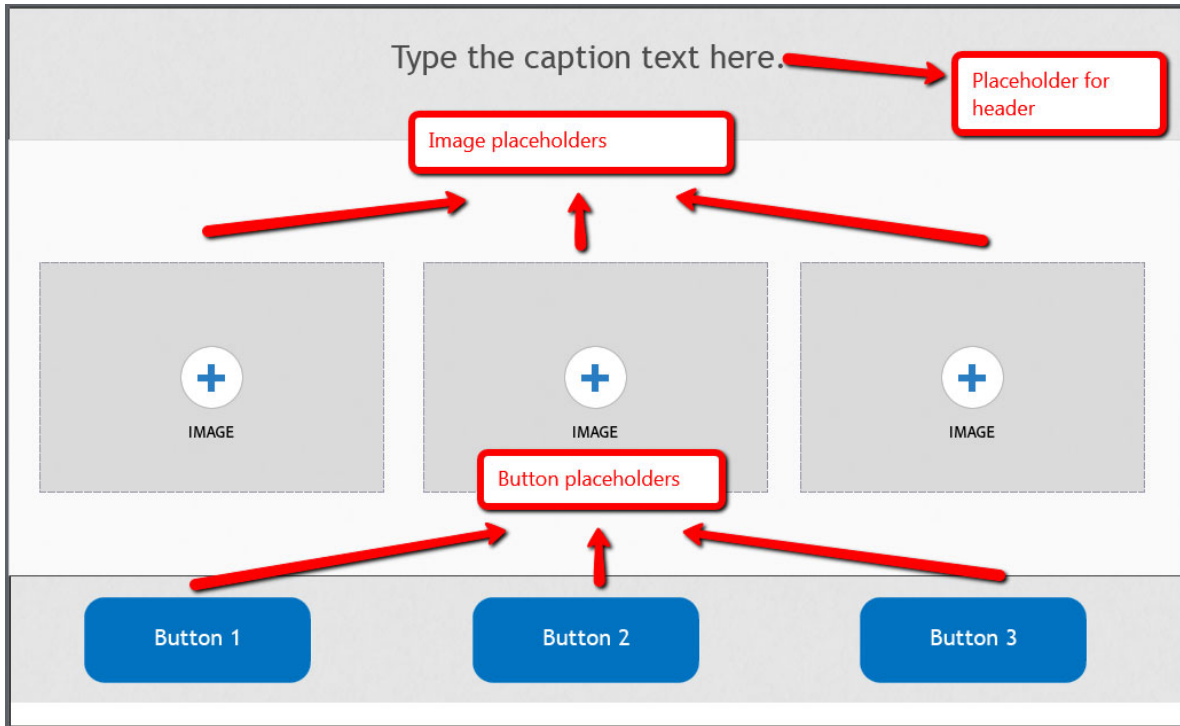 Type the caption text here.
Placeholder for
header
Image placeholders
IMAGE
IMAGE
IMAGE
Button placeholders
Button 1
Button 2
Button 3